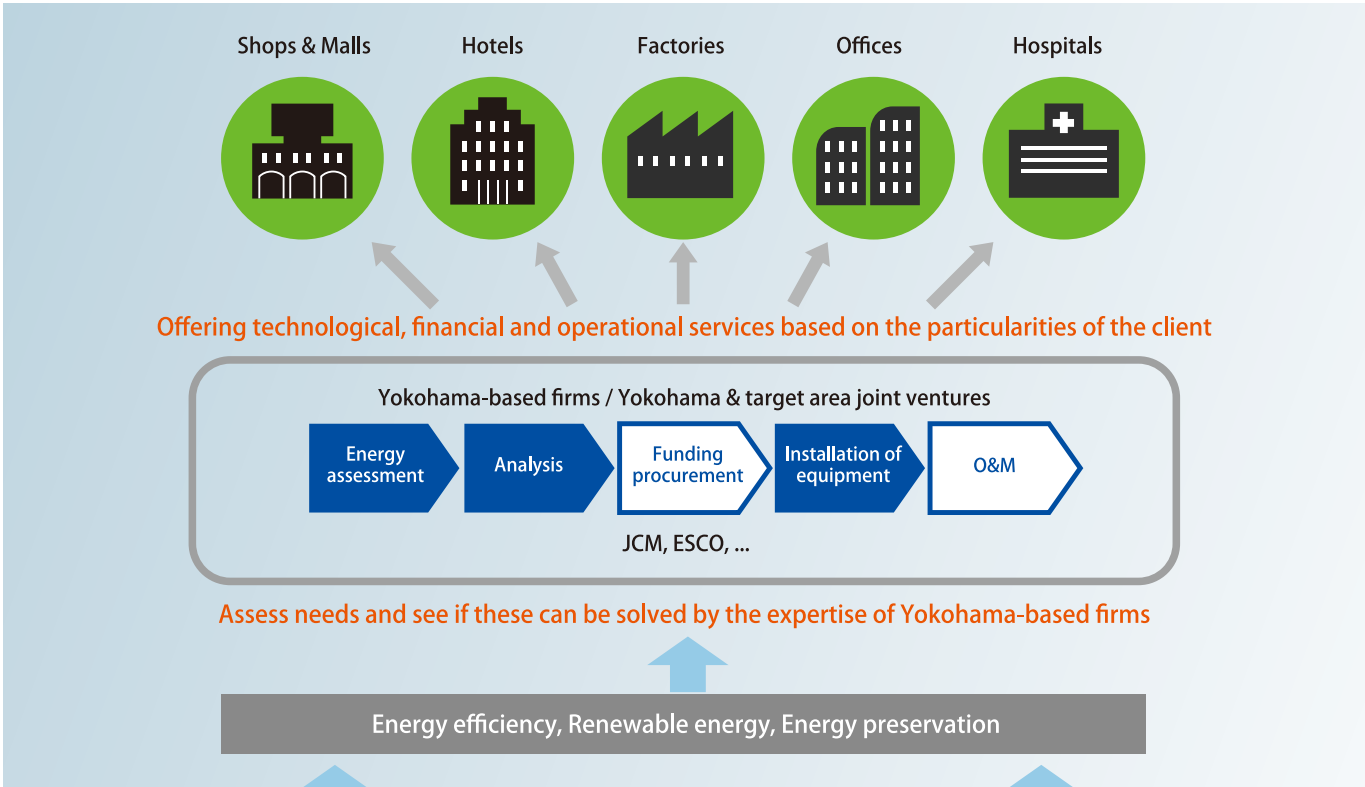 Shops & Malls
Hotels
Factories
Offices
Hospitals
Offering technological, financial and operational services based on the particularities of the client
Yokohama-based firms / Yokohama & target area joint ventures
Energy
assessment
Analysis
Funding
procurement
Installation of
equipment
O&M
JCM, ESCO, ...
Assess needs and see if these can be solved by the expertise of Yokohama-based firms
Energy efficiency, Renewable energy, Energy preservation